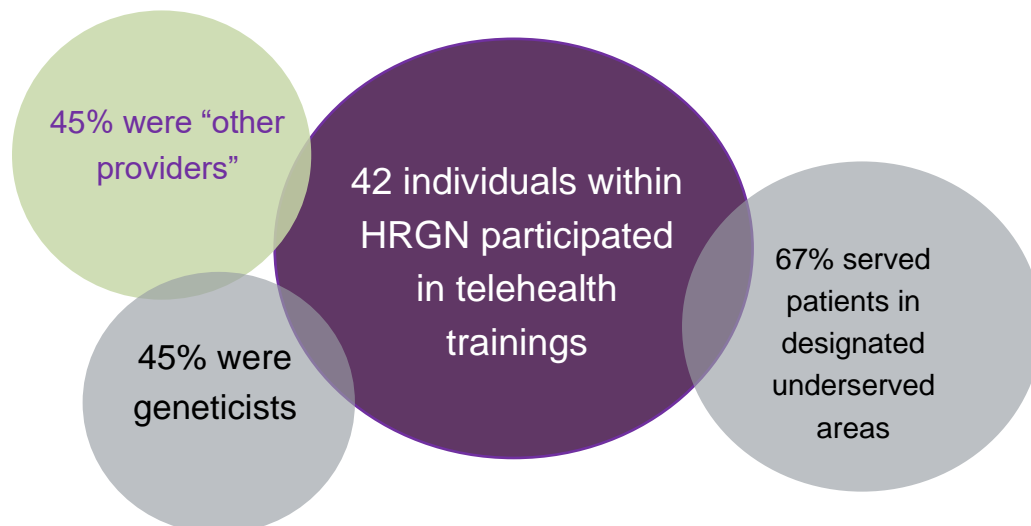 45% were “other
providers”
42 individuals within
HRGN participated
in telehealth
trainings
45% were
geneticists
67% served
patients in
designated
underserved
areas